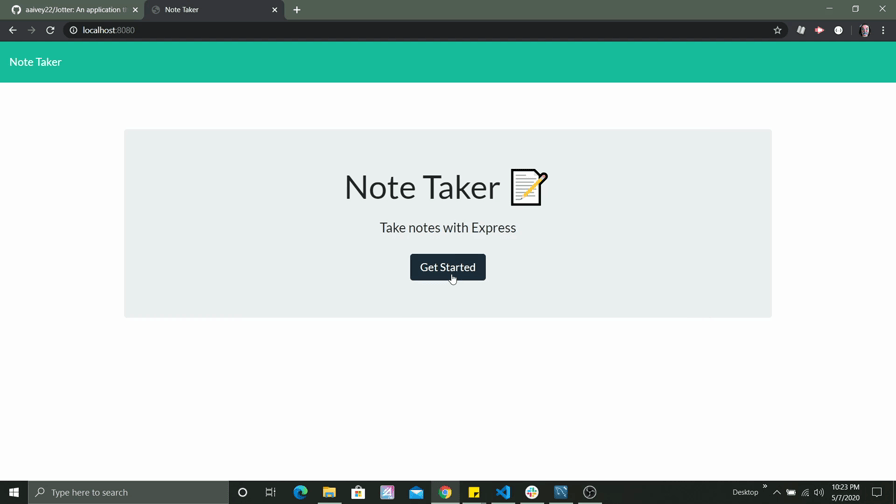 aaivey22/Jotter: An application th
Note Taker
localhost:8080
Note Taker
Note Taker
Take notes with Express
Get Started
Type here to search
Desktop
10:23 PM
5/7/2020